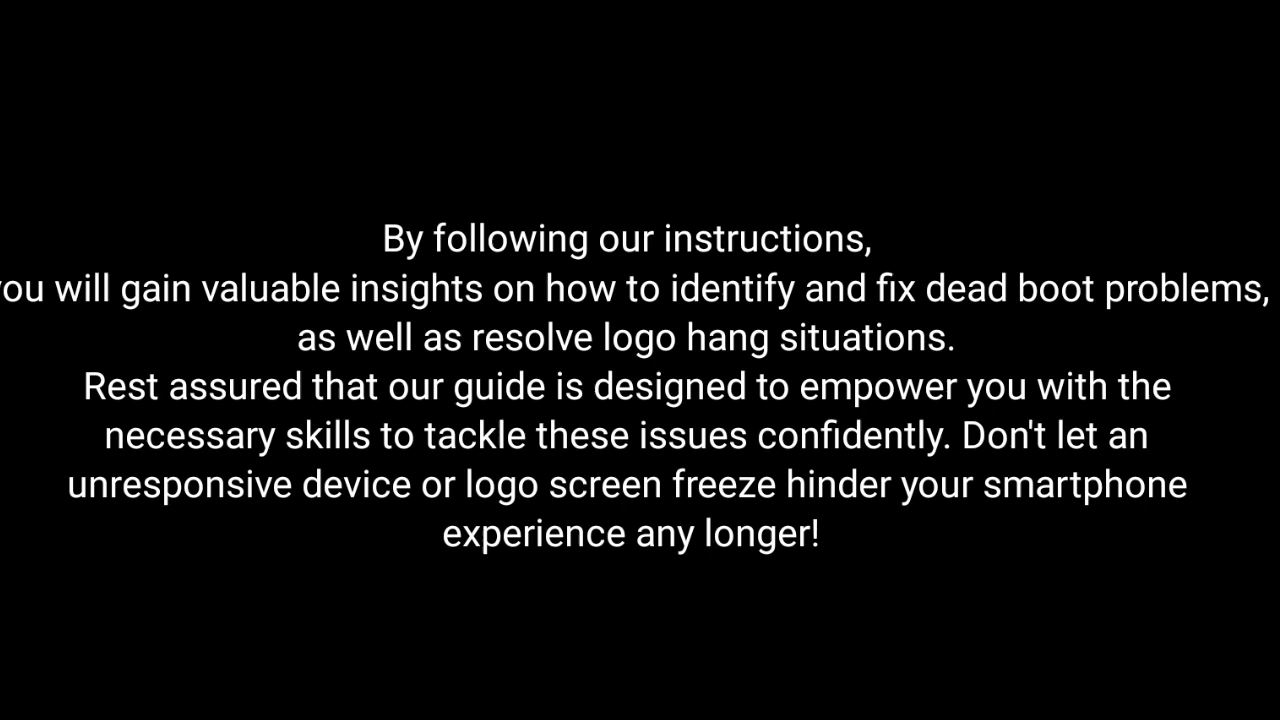 By following our instructions,
you will gain valuable insights on how to identify and fix dead boot problems,
as well as resolve logo hang situations.
Rest assured that our guide is designed to empower you with the
necessary skills to tackle these issues confidently. Don't let an
unresponsive device or logo screen freeze hinder your smartphone
experience any longer!